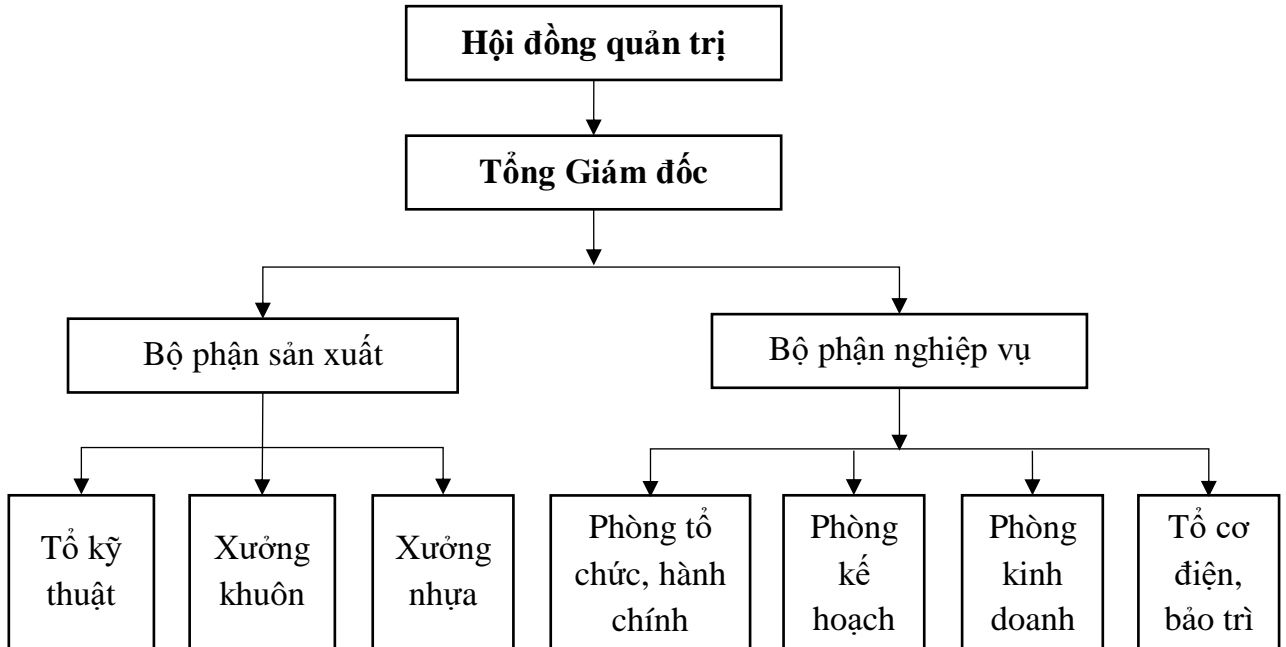 Hội đồng quản trị
Tổng Giám đốc
Bộ phận sản xuất
Bộ phận nghiệp vụ
Tổ kỹ
thuật
Xưởng
khuôn
Xưởng
nhựa
Phòng tổ
chức, hành
chính
Phòng
kế
hoạch
Phòng
kinh
doanh
Tổ cơ
điện,
bảo trì